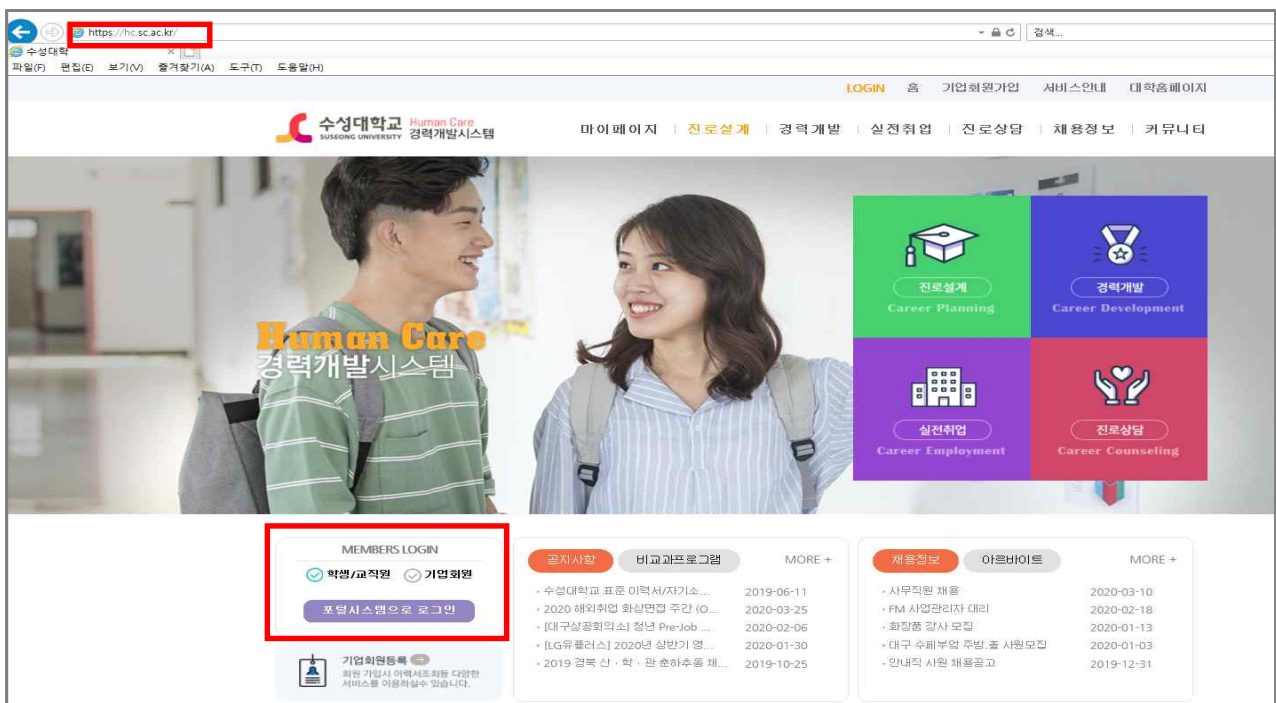 https://hc.sc.ac.kr/
검색...
수성대학
파일(F) 편집(E) 보기(V) 즐겨찾기(A) 도구(T) 도움말(H)
LOGIN 홈 기업회원가입 서비스안내 대학홈페이지
수성대학교 Human Care
SUSEONG UNIVERSITY 경력개발시스템
마이페이지 진로설계 경력개발 실전취업 진로상담 채용정보 커뮤니티
Human Care
경력개발시스템
진로설계
Career Planning
경력개발
Career Development
실전취업
Career Employment
진로상담
Career Counseling
MEMBERS LOGIN
학생/교직원 기업회원
포털시스템으로 로그인
기업회원등록
회원 가입시 이력서조회등 다양한
서비스를 이용하실수 있습니다.
공지사항 비교과프로그램 MORE +
수성대학교 표준 이력서/자기소... 2019-06-11
2020 해외취업 화상면접 주간 (O... 2020-03-25
[대구상공회의소] 청년 Pre-Job ... 2020-02-06
[LG유플러스] 2020년 상반기 영... 2020-01-30
2019 경북 산·학·관 춘하추동 채... 2019-10-25
채용정보 아르바이트 MORE +
사무직원 채용 2020-03-10
FM 사업관리자 대리 2020-02-18
화장품 강사 모집 2020-01-13
대구 수페부엌 주방,홀 사원모집 2020-01-03
안내직 사원 채용공고 2019-12-31